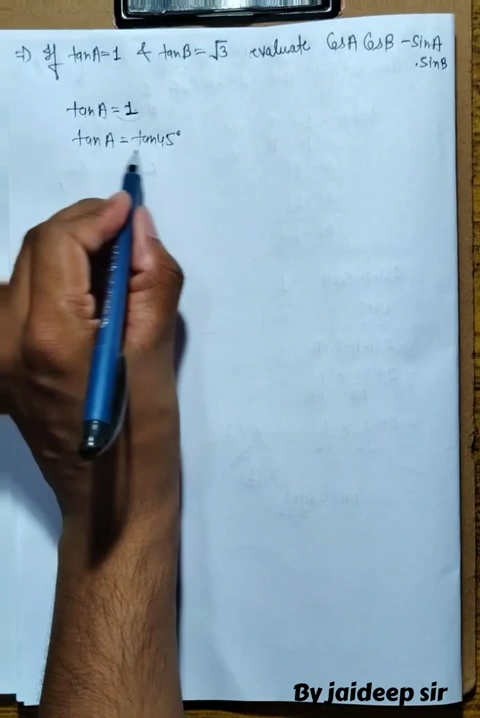 ⇒ If tanA=1 & tanB=√3 evaluate CosA CosB - SinA
.SinB
tanA=1
tanA=tan45°
By jaideep sir